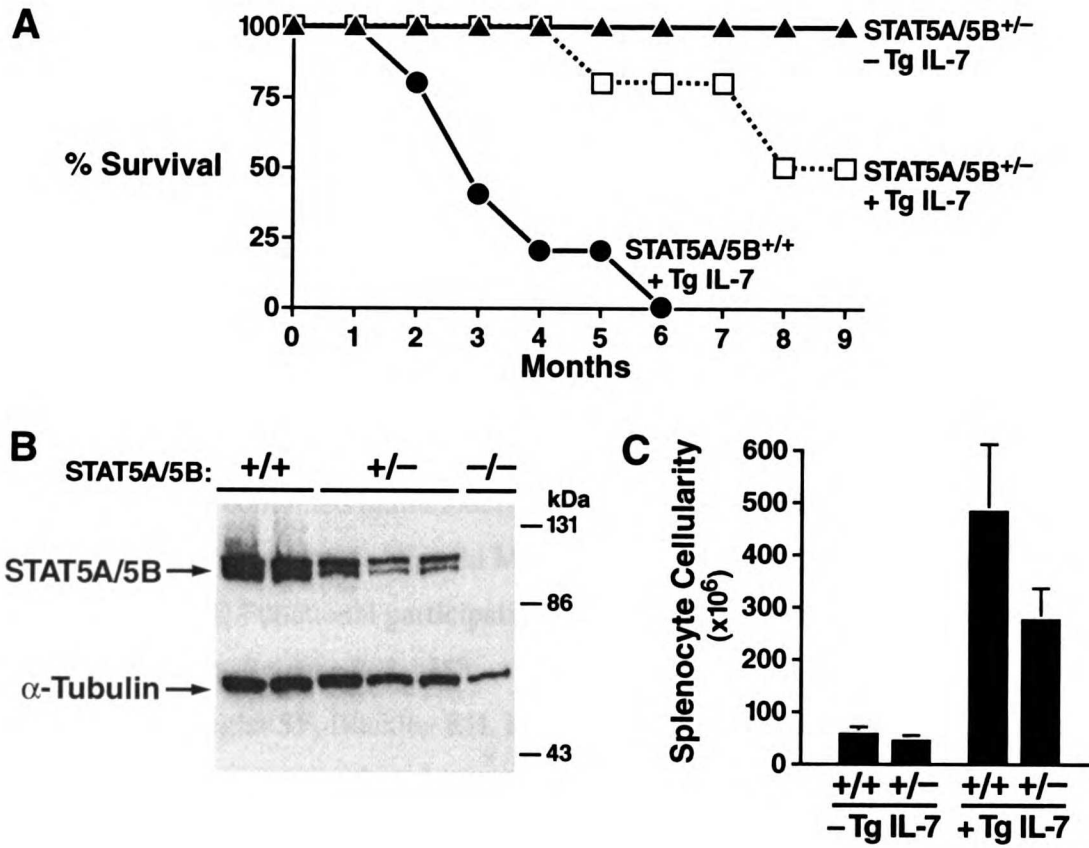 A
100
75
50
25
0
% Survival
0 1 2 3 4 5 6 7 8 9
Months
STAT5A/5B+/−
− Tg IL-7
STAT5A/5B+/−
+ Tg IL-7
STAT5A/5B+/+
+ Tg IL-7
B
STAT5A/5B: +/+ +/− −/−
kDa
131
86
43
STAT5A/5B
α-Tubulin
C
Splenocyte Cellularity
(x10⁶)
600
500
400
300
200
100
0
+/+ +/− +/+ +/−
− Tg IL-7 + Tg IL-7